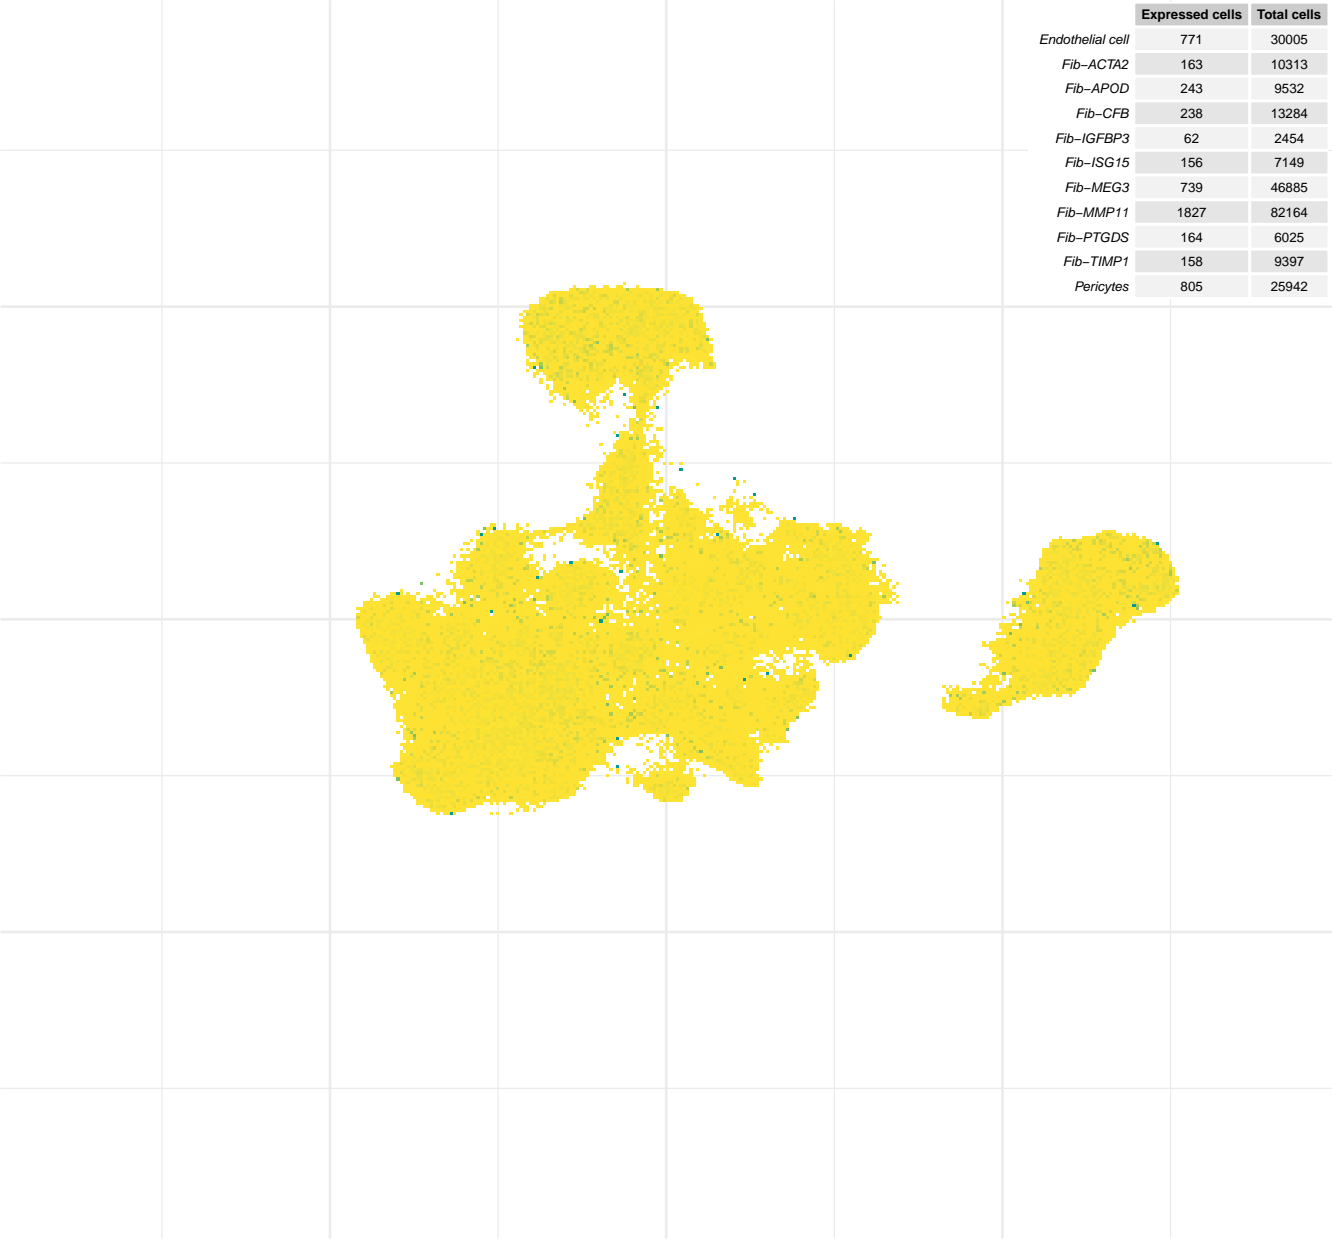 Expressed cells Total cells
Endothelial cell 771 30005
Fib−ACTA2 163 10313
Fib−APOD 243 9532
Fib−CFB 238 13284
Fib−IGFBP3 62 2454
Fib−ISG15 156 7149
Fib−MEG3 739 46885
Fib−MMP11 1827 82164
Fib−PTGDS 164 6025
Fib−TIMP1 158 9397
Pericytes 805 25942